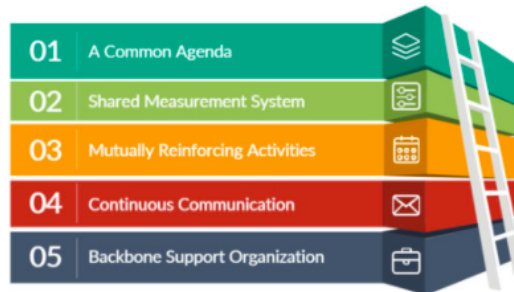 01 A Common Agenda
02 Shared Measurement System
03 Mutually Reinforcing Activities
04 Continuous Communication
05 Backbone Support Organization